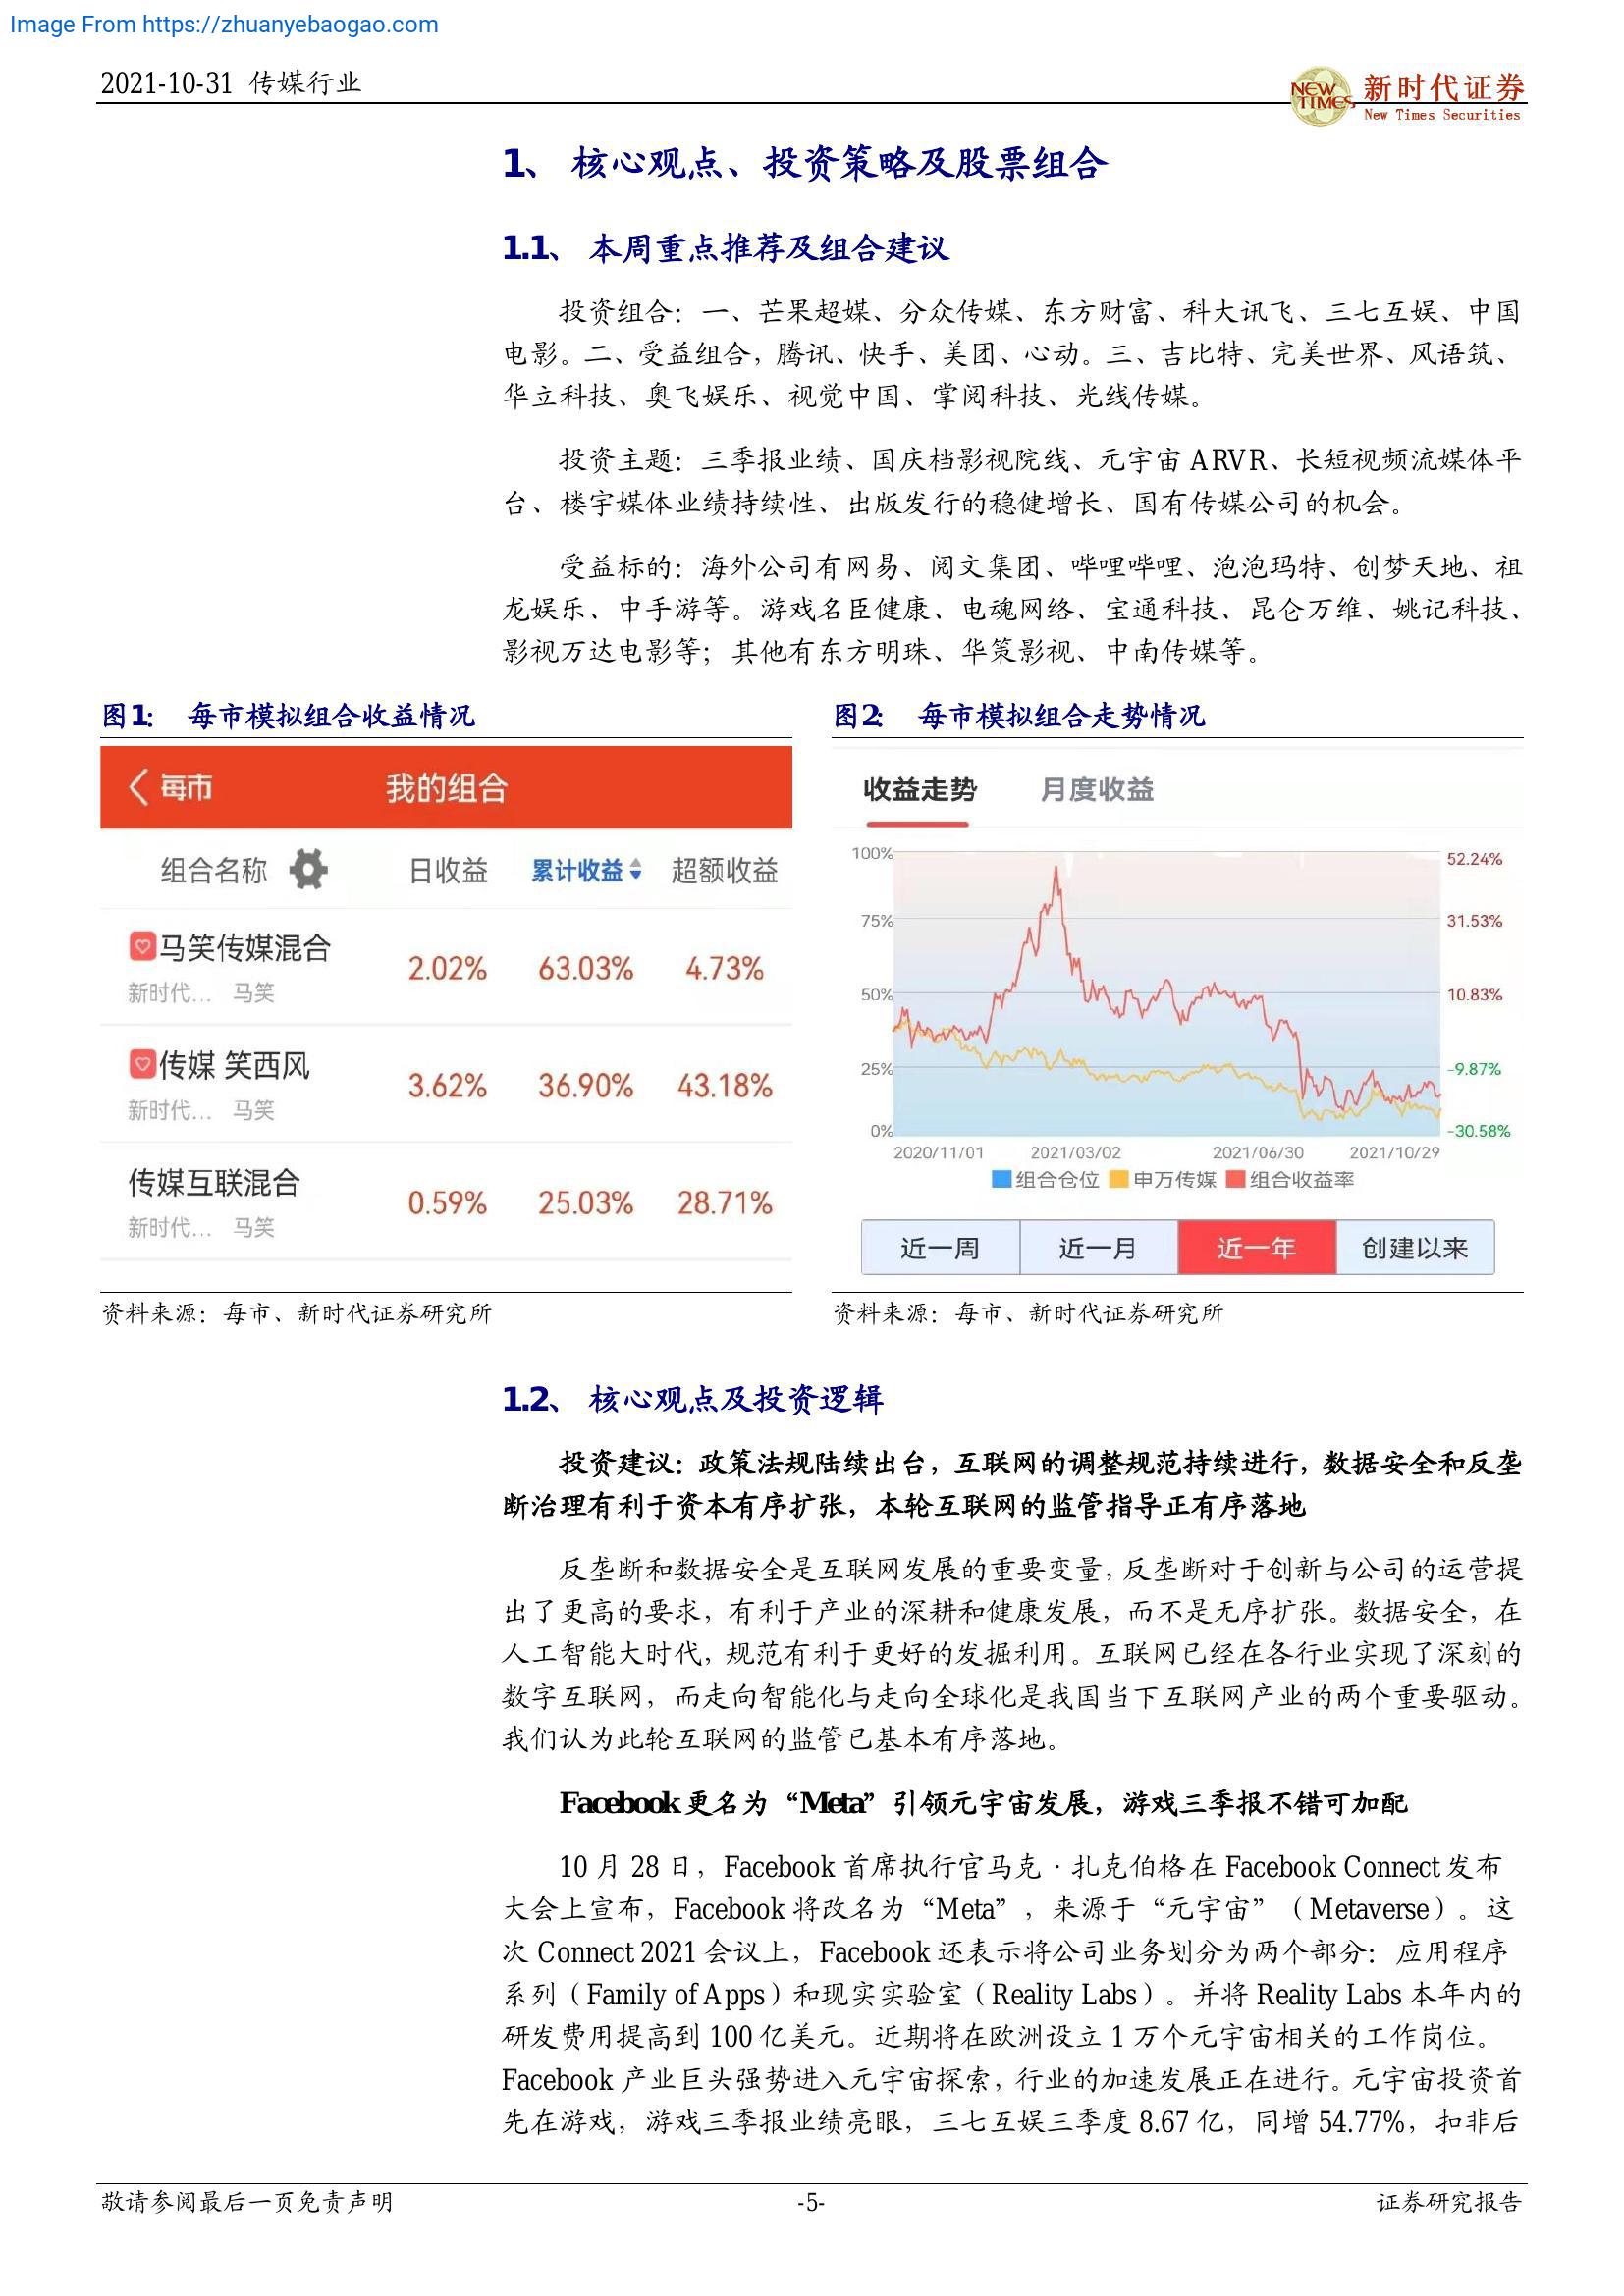 Image From https://zhuanyebaogao.com
2021-10-31 传媒行业
NEW TIMES
新时代证券
New Times Securities
1、 核心观点、投资策略及股票组合
1.1、 本周重点推荐及组合建议
投资组合：一、芒果超媒、分众传媒、东方财富、科大讯飞、三七互娱、中国
电影。二、受益组合，腾讯、快手、美团、心动。三、吉比特、完美世界、风语筑、
华立科技、奥飞娱乐、视觉中国、掌阅科技、光线传媒。
投资主题：三季报业绩、国庆档影视院线、元宇宙 ARVR、长短视频流媒体平
台、楼宇媒体业绩持续性、出版发行的稳健增长、国有传媒公司的机会。
受益标的：海外公司有网易、阅文集团、哔哩哔哩、泡泡玛特、创梦天地、祖
龙娱乐、中手游等。游戏名臣健康、电魂网络、宝通科技、昆仑万维、姚记科技、
影视万达电影等；其他有东方明珠、华策影视、中南传媒等。
图1： 每市模拟组合收益情况
每市 我的组合
组合名称 日收益 累计收益 超额收益
马笑传媒混合
2.02% 63.03% 4.73%
新时代... 马笑
传媒 笑西风
3.62% 36.90% 43.18%
新时代... 马笑
传媒互联混合
0.59% 25.03% 28.71%
新时代... 马笑
资料来源：每市、新时代证券研究所
图2： 每市模拟组合走势情况
收益走势 月度收益
100% 52.24%
75% 31.53%
50% 10.83%
25% -9.87%
0% -30.58%
2020/11/01 2021/03/02 2021/06/30 2021/10/29
组合仓位 申万传媒 组合收益率
近一周 近一月 近一年 创建以来
资料来源：每市、新时代证券研究所
1.2、 核心观点及投资逻辑
投资建议：政策法规陆续出台，互联网的调整规范持续进行，数据安全和反垄
断治理有利于资本有序扩张，本轮互联网的监管指导正有序落地
反垄断和数据安全是互联网发展的重要变量，反垄断对于创新与公司的运营提
出了更高的要求，有利于产业的深耕和健康发展，而不是无序扩张。数据安全，在
人工智能大时代，规范有利于更好的发掘利用。互联网已经在各行业实现了深刻的
数字互联网，而走向智能化与走向全球化是我国当下互联网产业的两个重要驱动。
我们认为此轮互联网的监管已基本有序落地。
Facebook更名为“Meta”引领元宇宙发展，游戏三季报不错可加配
10 月 28 日，Facebook 首席执行官马克·扎克伯格在 Facebook Connect 发布
大会上宣布，Facebook 将改名为“Meta”，来源于“元宇宙”（Metaverse）。这
次 Connect 2021 会议上，Facebook 还表示将公司业务划分为两个部分：应用程序
系列（Family of Apps）和现实实验室（Reality Labs）。并将 Reality Labs 本年内的
研发费用提高到 100 亿美元。近期将在欧洲设立 1 万个元宇宙相关的工作岗位。
Facebook 产业巨头强势进入元宇宙探索，行业的加速发展正在进行。元宇宙投资首
先在游戏，游戏三季报业绩亮眼，三七互娱三季度 8.67 亿，同增 54.77%，扣非后
敬请参阅最后一页免责声明 -5- 证券研究报告